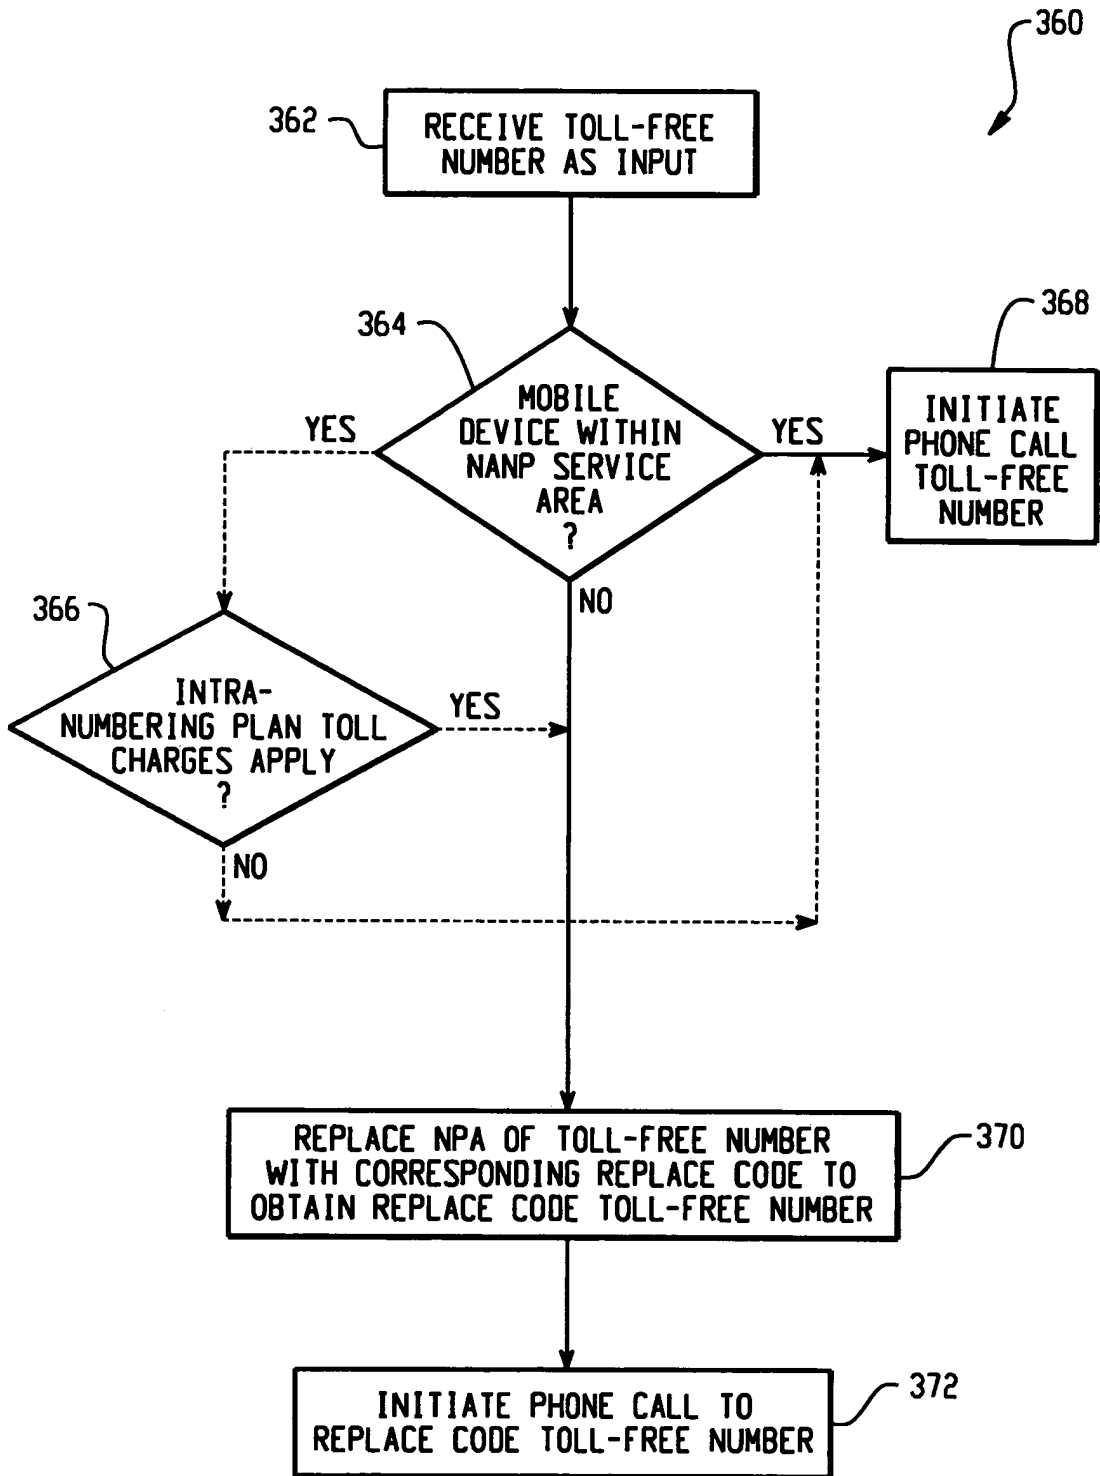 360
362
RECEIVE TOLL-FREE
NUMBER AS INPUT
364
368
MOBILE
DEVICE WITHIN
NANP SERVICE
AREA
?
YES
YES
INITIATE
PHONE CALL
TOLL-FREE
NUMBER
NO
366
INTRA-
NUMBERING PLAN TOLL
CHARGES APPLY
?
YES
NO
REPLACE NPA OF TOLL-FREE NUMBER
WITH CORRESPONDING REPLACE CODE TO
OBTAIN REPLACE CODE TOLL-FREE NUMBER
370
INITIATE PHONE CALL TO
REPLACE CODE TOLL-FREE NUMBER
372